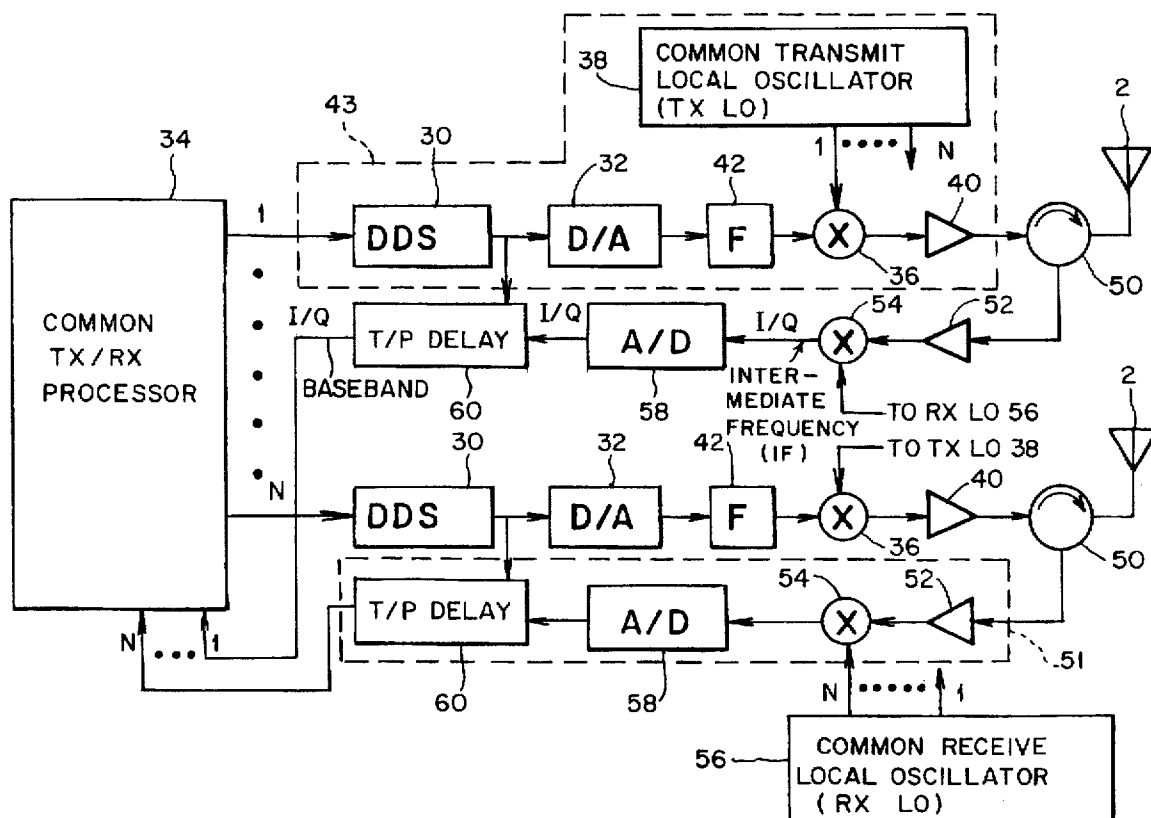 38
COMMON TRANSMIT
LOCAL OSCILLATOR
(TX LO)
43
34
30
32
42
1
N
40
2
1
DDS
D/A
F
X
36
50
COMMON
TX/RX
PROCESSOR
I/Q
T/P DELAY
I/Q
A/D
I/Q
54
X
52
BASEBAND
60
58
INTER-
MEDIATE
FREQUENCY
(IF)
TO RX LO 56
TO TX LO 38
2
30
32
42
40
N
DDS
D/A
F
X
36
50
T/P DELAY
A/D
54
X
52
N
1
60
58
N
1
51
56
COMMON RECEIVE
LOCAL OSCILLATOR
(RX LO)